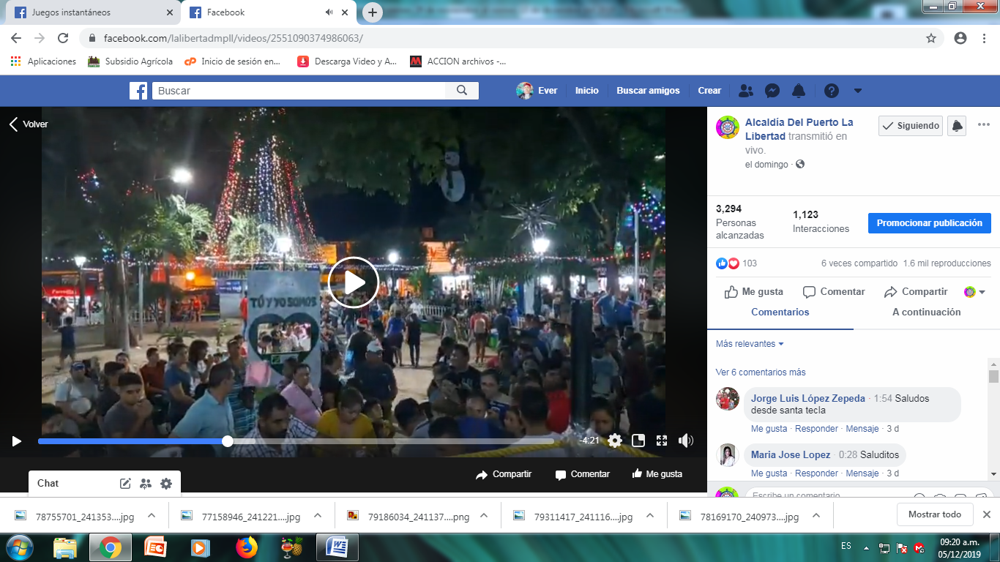 Juegos instantáneos
Facebook
facebook.com/lalibertadmpll/videos/2551090374986063/
Aplicaciones
Subsidio Agrícola
Inicio de sesión en...
Descarga Video y A...
ACCION archivos -...
Buscar
Ever
Inicio
Buscar amigos
Crear
Volver
TÚ Y YO SOMOS
-4:21
Compartir
Comentar
Me gusta
Chat
Alcaldía Del Puerto La
Libertad transmitió en
vivo.
el domingo ·
Siguiendo
3,294
Personas
alcanzadas
1,123
Interacciones
Promocionar publicación
103
6 veces compartido 1.6 mil reproducciones
Me gusta
Comentar
Compartir
Comentarios
A continuación
Más relevantes
Ver 6 comentarios más
Jorge Luis López Zepeda · 1:54 Saludos
desde santa tecla
Me gusta · Responder · Mensaje · 3 d
Maria Jose Lopez · 0:28 Saluditos
Me gusta · Responder · Mensaje · 3 d
Escribe un comentario
78755701_241353....jpg
77158946_241221....jpg
79186034_241137....png
79311417_241116....jpg
78169170_240973....jpg
Mostrar todo
ES
09:20 a.m.
05/12/2019